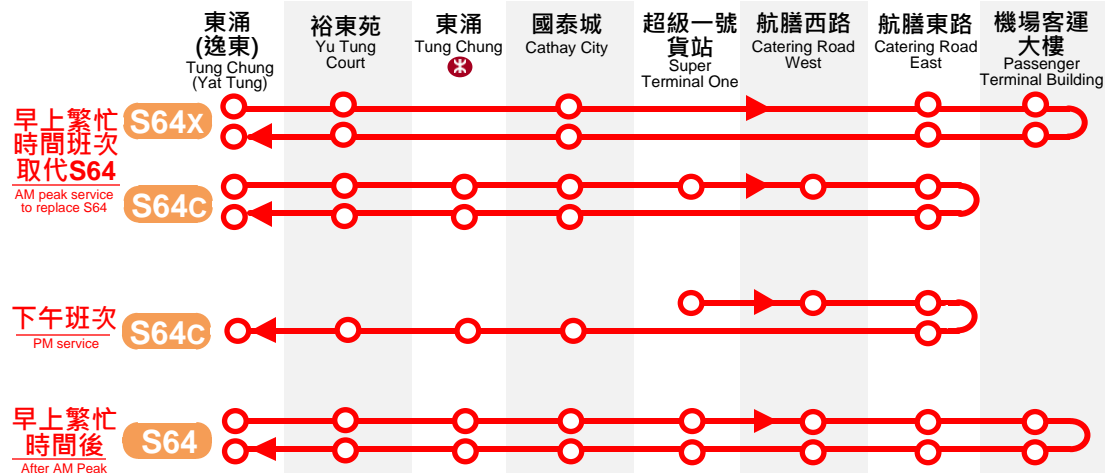 東涌
(逸東)
Tung Chung
(Yat Tung)
裕東苑
Yu Tung
Court
東涌
Tung Chung
國泰城
Cathay City
超級一號
貨站
Super
Terminal One
航膳西路
Catering Road
West
航膳東路
Catering Road
East
機場客運
大樓
Passenger
Terminal Building
早上繁忙
時間班次
取代S64
AM peak service
to replace S64
S64X
S64C
下午班次
PM service
S64C
早上繁忙
時間後
After AM Peak
S64